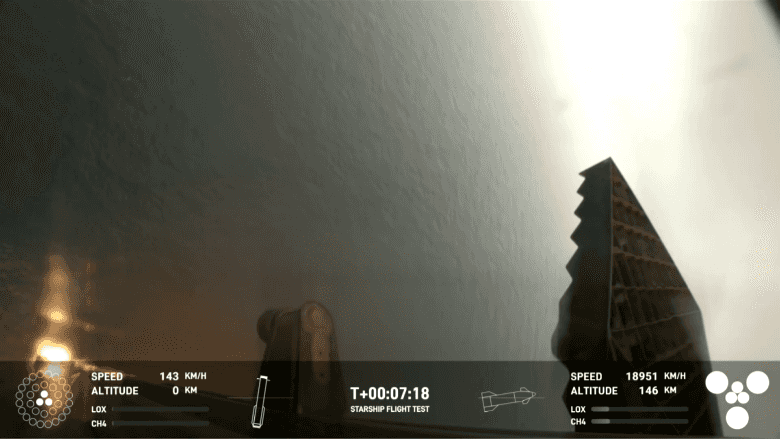 SPEED 143 KM/H
ALTITUDE 0 KM
LOX
CH4
T+00:07:18
STARSHIP FLIGHT TEST
SPEED 18951 KM/H
ALTITUDE 146 KM
LOX
CH4